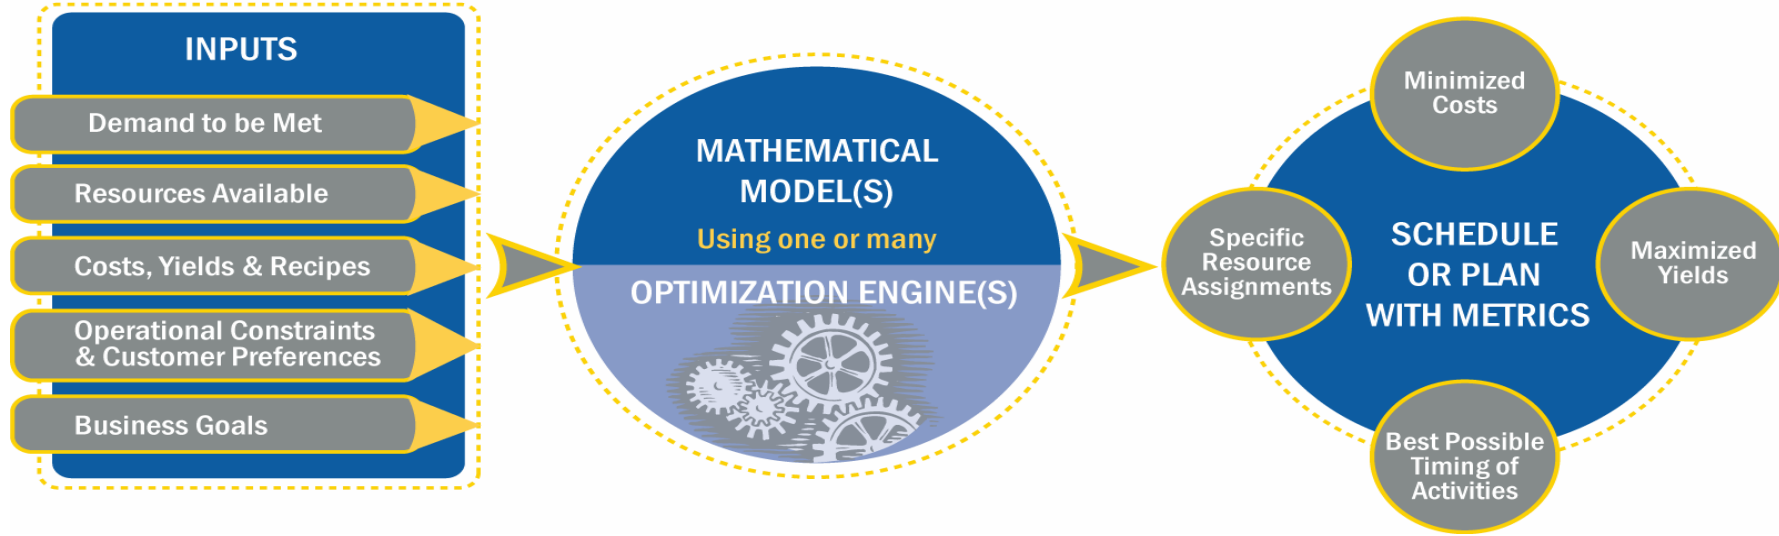 INPUTS
Demand to be Met
Resources Available
Costs, Yields & Recipes
Operational Constraints
& Customer Preferences
Business Goals
MATHEMATICAL
MODEL(S)
Using one or many
OPTIMIZATION ENGINE(S)
Minimized
Costs
Specific
Resource
Assignments
SCHEDULE
OR PLAN
WITH METRICS
Maximized
Yields
Best Possible
Timing of
Activities